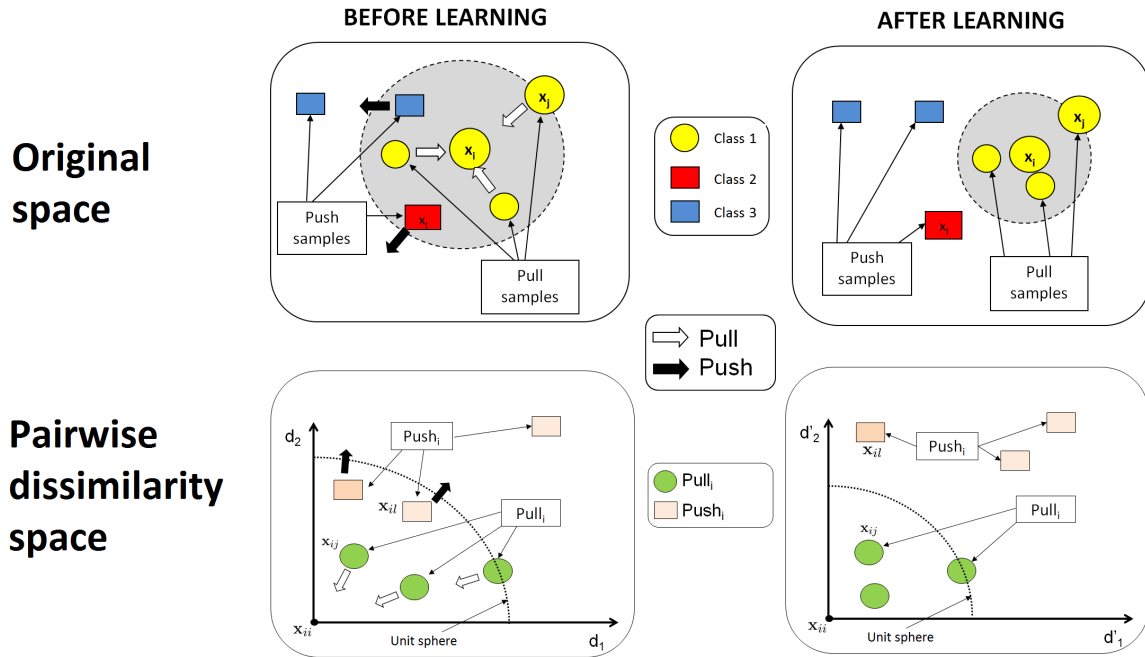 BEFORE LEARNING
AFTER LEARNING
Original
space
x_j
x_i
x_l
Push
samples
Pull
samples
Class 1
Class 2
Class 3
x_j
x_i
x_l
Push
samples
Pull
samples
Pull
Push
Pairwise
dissimilarity
space
d_2
Push_i
x_il
Pull_i
x_ij
x_ii
Unit sphere
d_1
Pull_i
Push_i
d'_2
x_il
Push_i
Pull_i
x_ij
x_ii
Unit sphere
d'_1